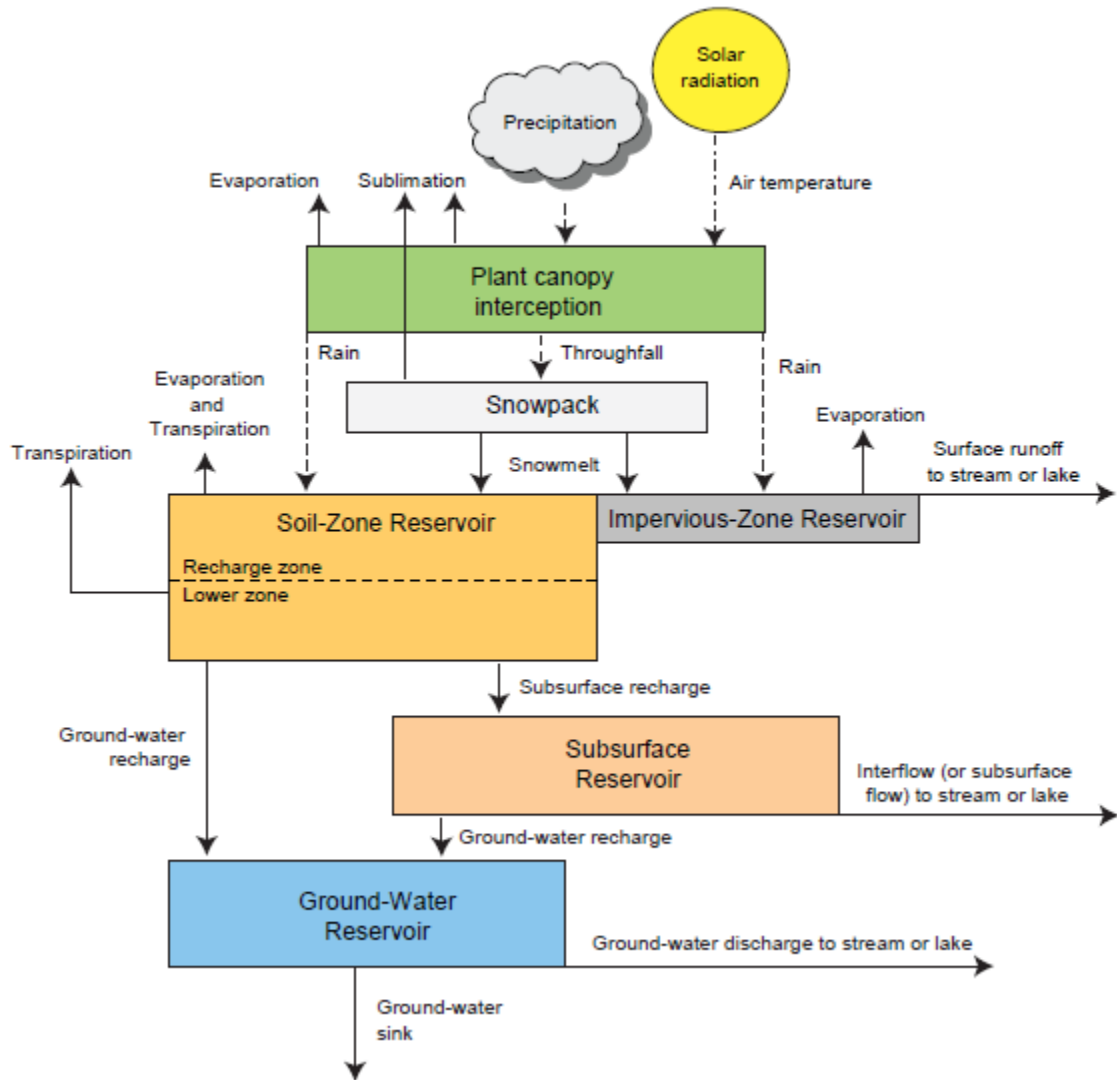 Solar
radiation
Precipitation
Evaporation
Sublimation
Air temperature
Plant canopy
interception
Rain
Throughfall
Rain
Evaporation
and
Transpiration
Snowpack
Evaporation
Transpiration
Snowmelt
Surface runoff
to stream or lake
Soil-Zone Reservoir
Impervious-Zone Reservoir
Recharge zone
Lower zone
Subsurface recharge
Ground-water
recharge
Subsurface
Reservoir
Interflow (or subsurface
flow) to stream or lake
Ground-water recharge
Ground-Water
Reservoir
Ground-water discharge to stream or lake
Ground-water
sink